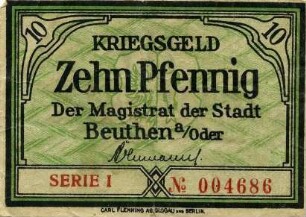 10 10
KRIEGSGELD
Zehn Pfennig
Der Magistrat der Stadt
Beuthen a/Oder
SERIE I № 004686
CARL FLEMMING AG. GLOGAU UND BERLIN.